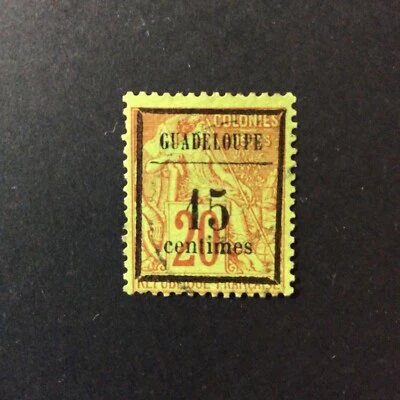 COLONIES
GUADELOUPE
15
20
centimes
REPUBLIQUE FRANÇAISE